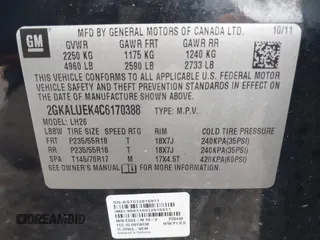 GM
MFD BY GENERAL MOTORS OF CANADA LTD. 10/11
GVWR GAWR FRT GAWR RR
2250 KG 1175 KG 1240 KG
4960 LB 2590 LB 2733 LB
THIS VEHICLE CONFORMS TO ALL APPLICABLE U.S. FEDERAL
MOTOR VEHICLE SAFETY, BUMPER, AND THEFT PREVENTION
STANDARDS IN EFFECT ON THE DATE OF MANUFACTURE SHOWN ABOVE.
2GKALUEK4C6170388 TYPE: M.P.V.
MODEL: LH26
TIRE SIZE SPEED RTG RIM COLD TIRE PRESSURE
FRT P235/55R18 T 18X7J 240KPA(35PSI)
RR P235/55R18 T 18X7J 240KPA(35PSI)
SPA T145/70R17 M 17X4.5T 420KPA(60PSI)
SEE OWNER'S MANUAL FOR MORE INFORMATION.